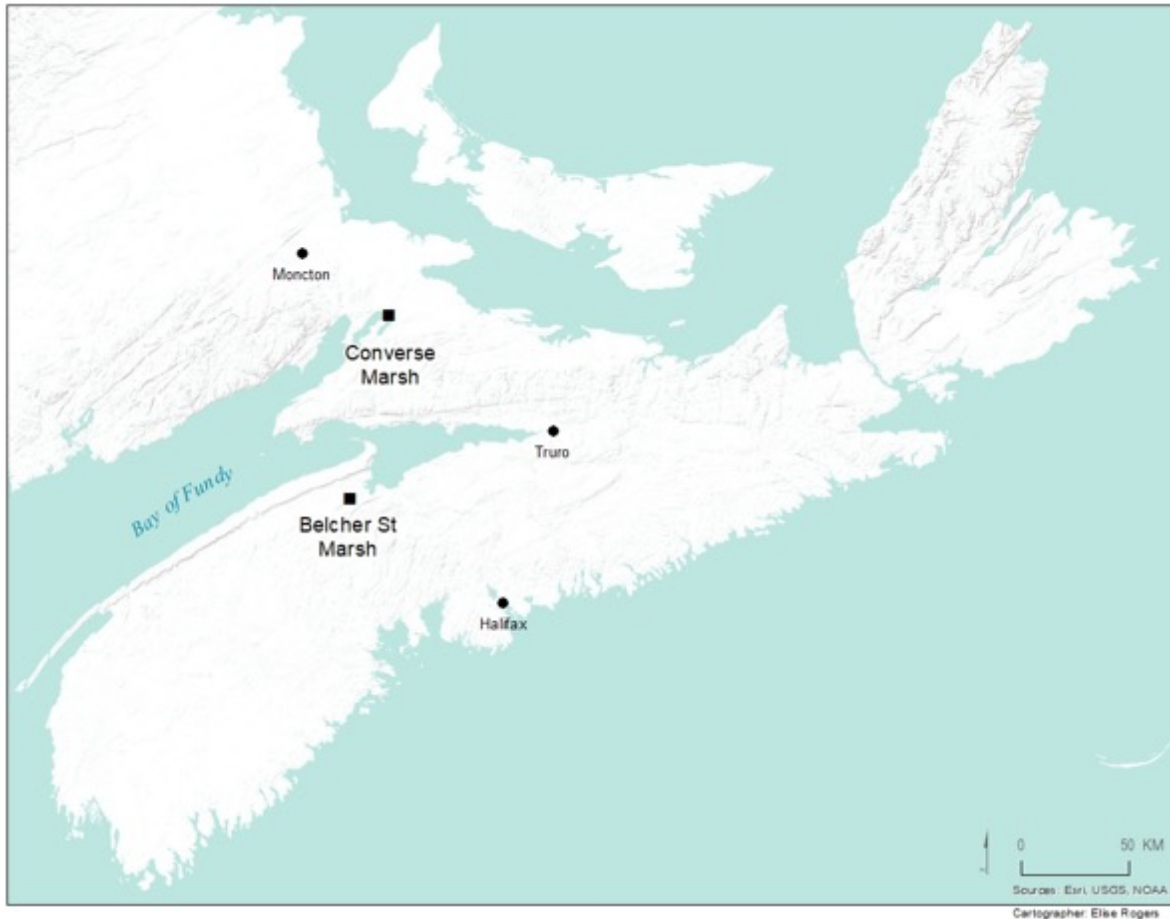 Moncton
Converse
Marsh
Truro
Bay of Fundy
Belcher St
Marsh
Halifax
0 50 KM
Sources: Esri, USGS, NOAA
Cartographer: Elise Rogers